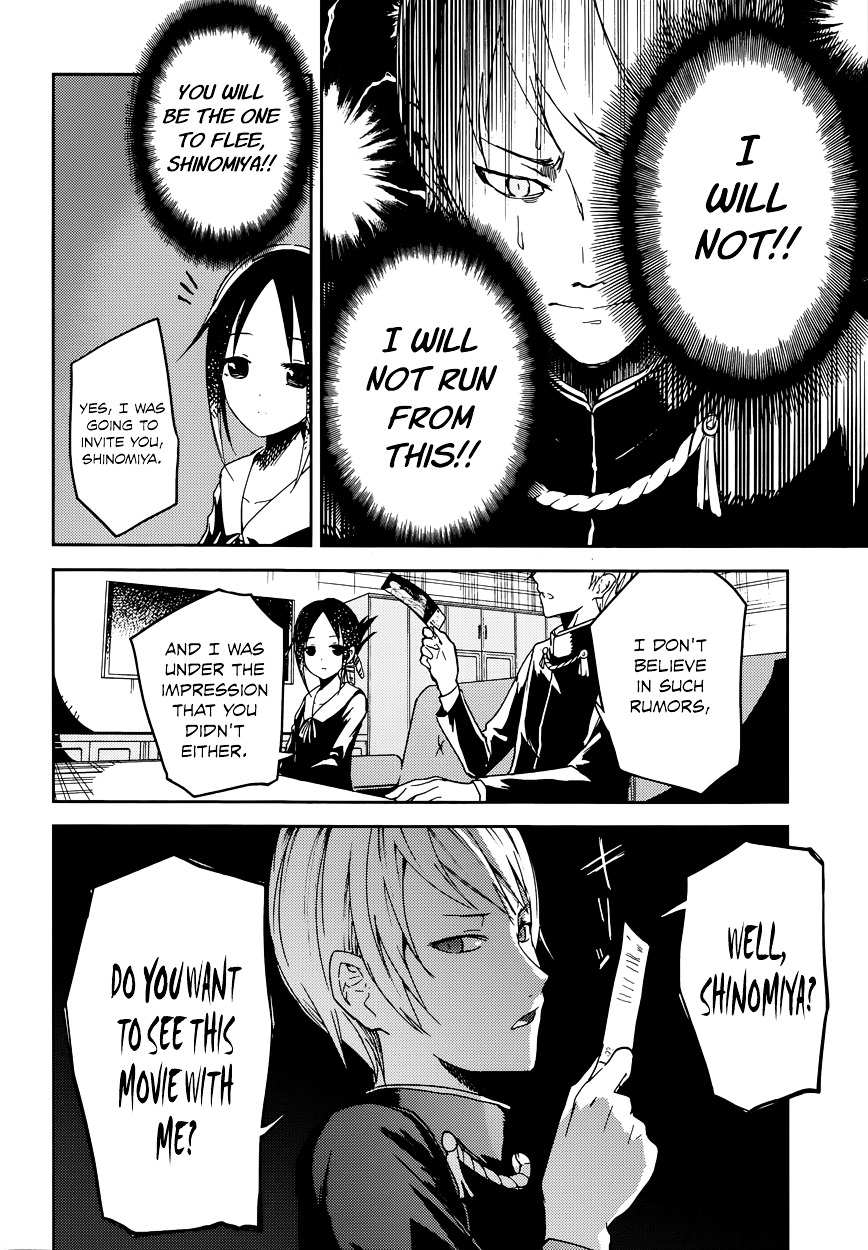 I
WILL
NOT!!
I WILL
NOT RUN
FROM
THIS!!
YOU WILL
BE THE ONE
TO FLEE,
SHINOMIYA!!
YES, I WAS
GOING TO
INVITE YOU,
SHINOMIYA.
I DON'T
BELIEVE
IN SUCH
RUMORS,
AND I WAS
UNDER THE
IMPRESSION
THAT YOU
DIDN'T
EITHER.
WELL,
SHINOMIYA?
DO YOU WANT
TO SEE THIS
MOVIE WITH
ME?